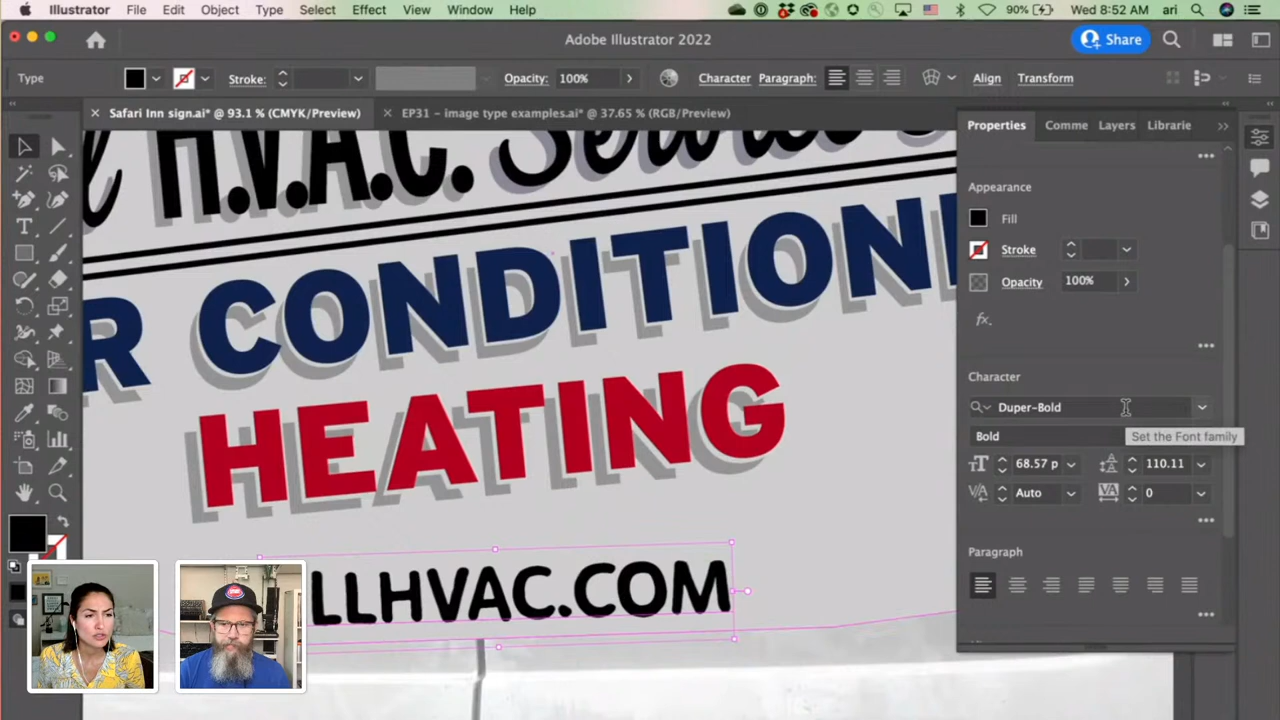 Illustrator File Edit Object Type Select Effect View Window Help 90% Wed 8:52 AM ari
Adobe Illustrator 2022 Share
Type Stroke: Opacity: 100% Character Paragraph: Align Transform
Safari Inn sign.ai* @ 93.1 % (CMYK/Preview) EP31 - image type examples.ai* @ 37.65 % (RGB/Preview)
Properties Comme Layers Librarie
H.V.A.C. Service
Appearance
Fill
Stroke
Opacity 100%
fx.
R CONDITION
HEATING
LLHVAC.COM
Character
Duper-Bold
Bold
Set the Font family
68.57 p 110.11
Auto 0
Paragraph